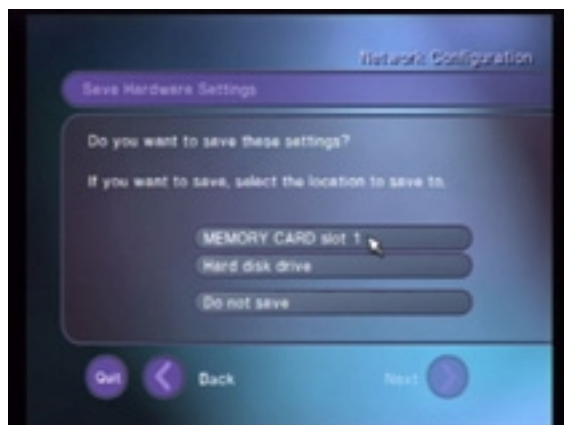 Network Configuration
Save Hardware Settings
Do you want to save these settings?
If you want to save, select the location to save to.
MEMORY CARD slot 1
Hard disk drive
Do not save
Quit
Back
Next